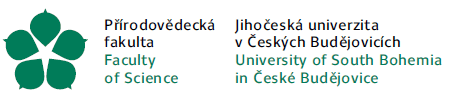 Přírodovědecká
fakulta
Faculty
of Science
Jihočeská univerzita
v Českých Budějovicích
University of South Bohemia
in České Budějovice